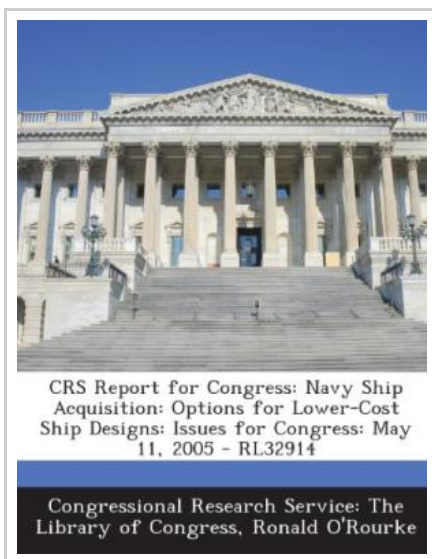 CRS Report for Congress: Navy Ship
Acquisition: Options for Lower-Cost
Ship Designs: Issues for Congress: May
11, 2005 - RL32914
Congressional Research Service: The
Library of Congress, Ronald O'Rourke